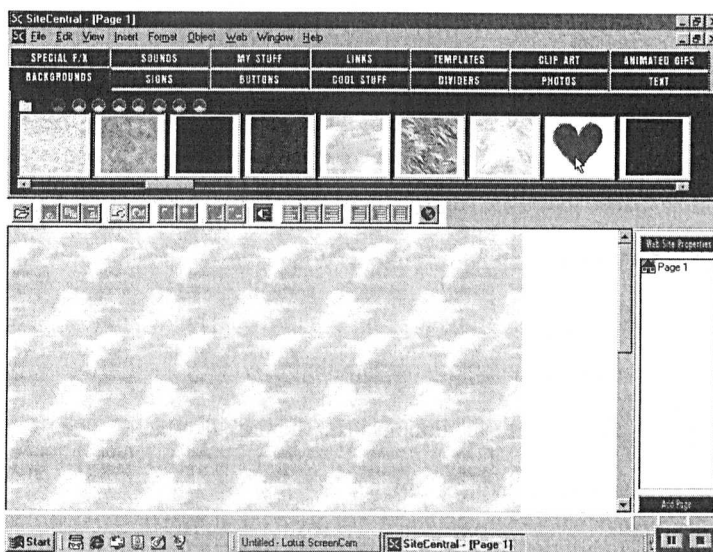 SiteCentral - [Page 1]
File Edit View Insert Format Object Web Window Help
SPECIAL F/X SOUNDS MY STUFF LINKS TEMPLATES CLIP ART ANIMATED GIFS
BACKGROUNDS SIGNS BUTTONS COOL STUFF DIVIDERS PHOTOS TEXT
Web Site Properties
Page 1
Add Page
Start Untitled - Lotus ScreenCam SiteCentral - [Page 1]